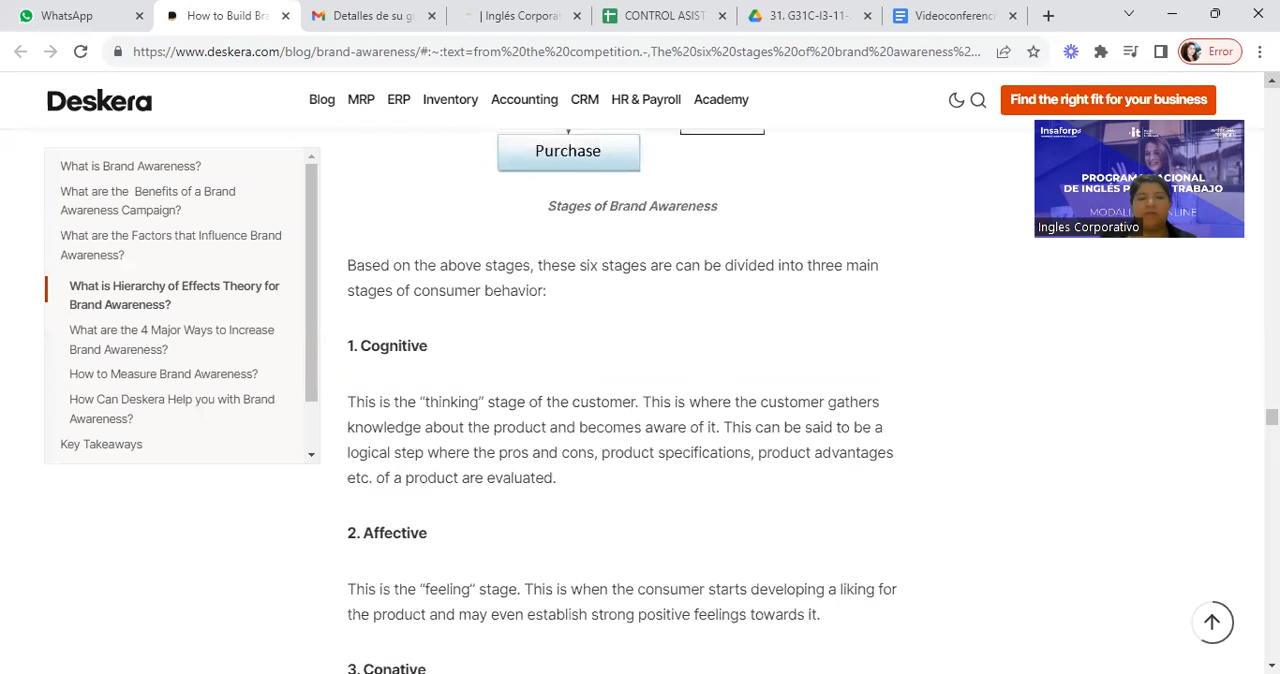 WhatsApp
How to Build Bra
Detalles de su g
| Inglés Corpora
CONTROL ASIST
31. G31C-I3-11-
Videoconferenci
https://www.deskera.com/blog/brand-awareness/#:~:text=from%20the%20competition.-,The%20six%20stages%20of%20brand%20awareness%2...
Error
Deskera
Blog
MRP
ERP
Inventory
Accounting
CRM
HR & Payroll
Academy
Find the right fit for your business
What is Brand Awareness?
What are the Benefits of a Brand
Awareness Campaign?
What are the Factors that Influence Brand
Awareness?
What is Hierarchy of Effects Theory for
Brand Awareness?
What are the 4 Major Ways to Increase
Brand Awareness?
How to Measure Brand Awareness?
How Can Deskera Help you with Brand
Awareness?
Key Takeaways
Purchase
Stages of Brand Awareness
Based on the above stages, these six stages are can be divided into three main
stages of consumer behavior:
1. Cognitive
This is the “thinking” stage of the customer. This is where the customer gathers
knowledge about the product and becomes aware of it. This can be said to be a
logical step where the pros and cons, product specifications, product advantages
etc. of a product are evaluated.
2. Affective
This is the “feeling” stage. This is when the consumer starts developing a liking for
the product and may even establish strong positive feelings towards it.
3. Conative
Insaforp
it
PROGRAMA NACIONAL
DE INGLÉS P TRABAJO
MODALI LINE
Ingles Corporativo